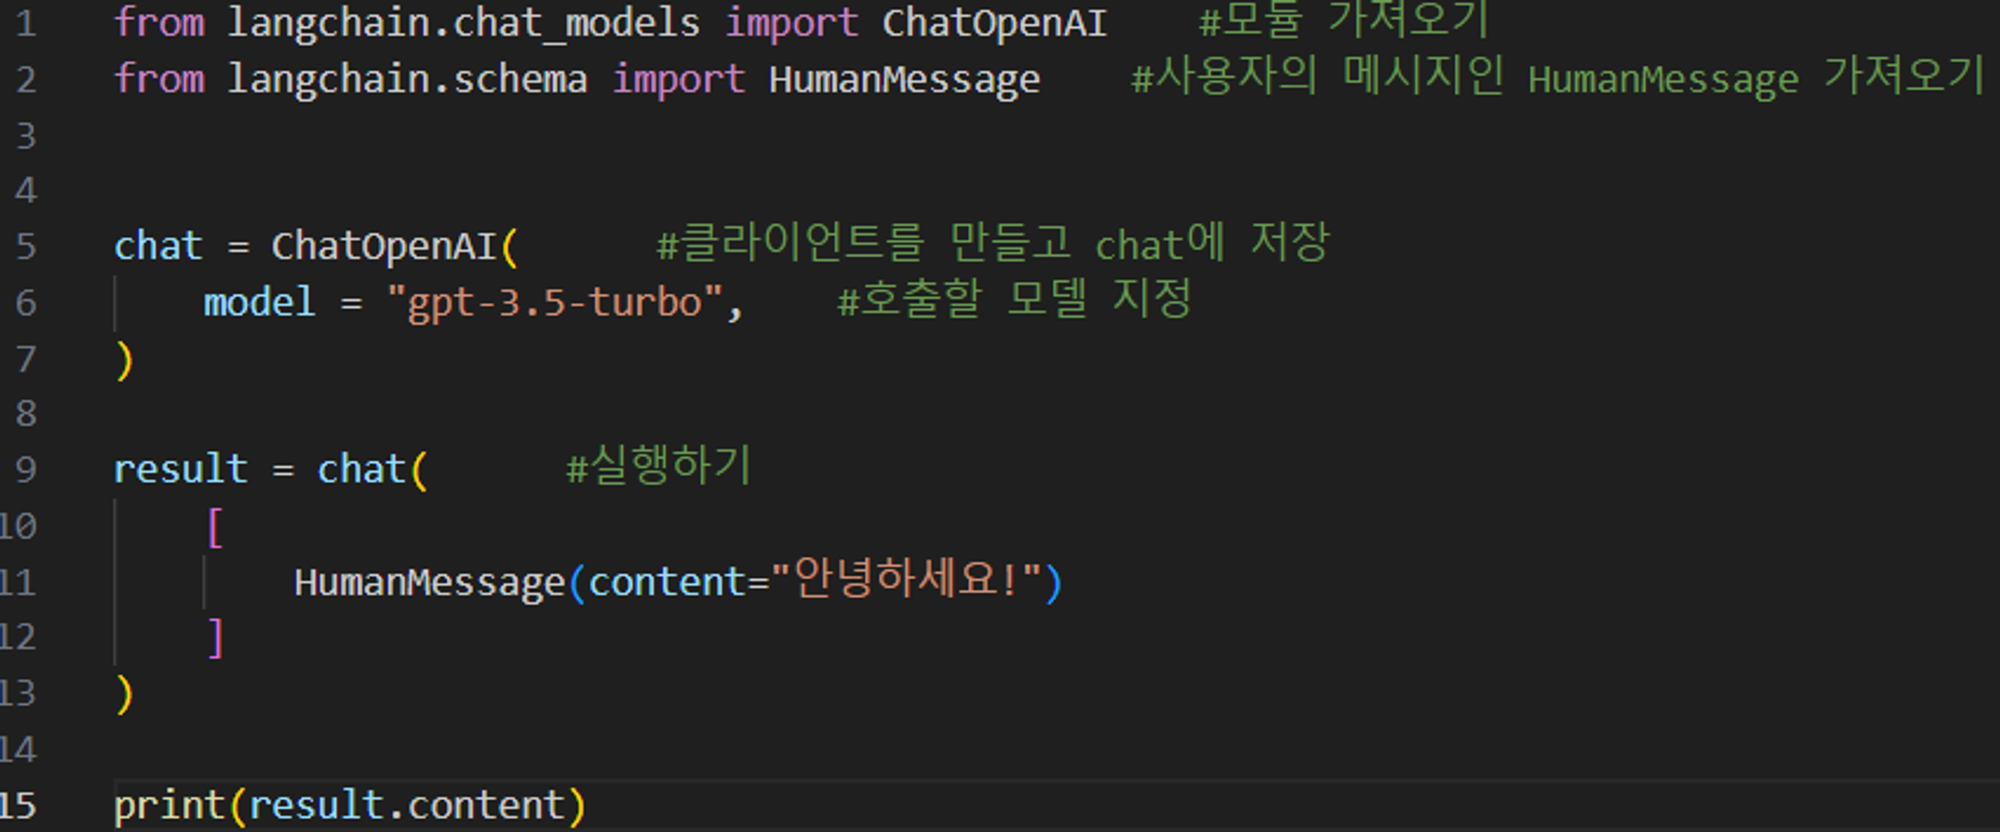 1 from langchain.chat_models import ChatOpenAI #모듈 가져오기
2 from langchain.schema import HumanMessage #사용자의 메시지인 HumanMessage 가져오기
3
4
5 chat = ChatOpenAI( #클라이언트를 만들고 chat에 저장
6 model = "gpt-3.5-turbo", #호출할 모델 지정
7 )
8
9 result = chat( #실행하기
10 [
11 HumanMessage(content="안녕하세요!")
12 ]
13 )
14
15 print(result.content)